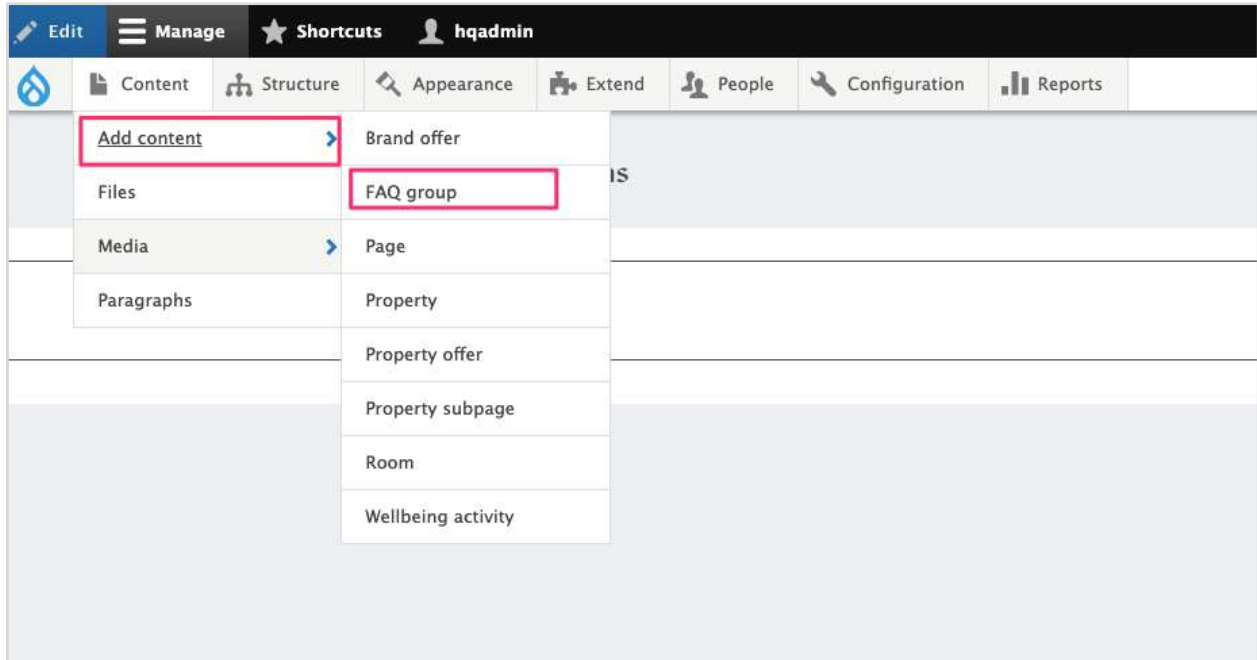 Edit Manage Shortcuts hqadmin
Content Structure Appearance Extend People Configuration Reports
Add content
Files
Media
Paragraphs
Brand offer
FAQ group
Page
Property
Property offer
Property subpage
Room
Wellbeing activity